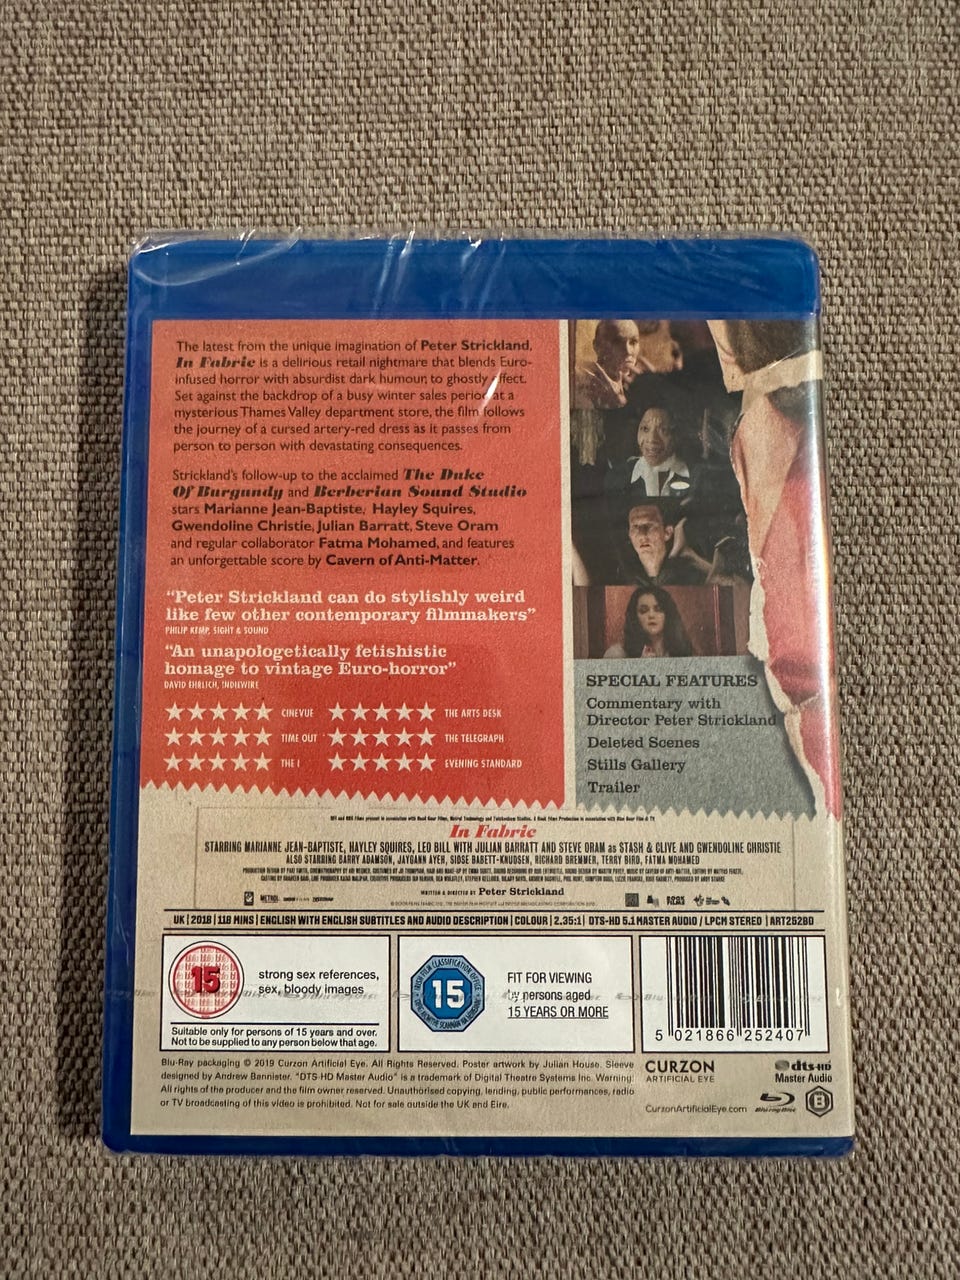 The latest from the unique imagination of Peter Strickland,
In Fabric is a delirious retail nightmare that blends Euro-
infused horror with absurdist dark humour to ghostly effect.
Set against the backdrop of a busy winter sales period at a
mysterious Thames Valley department store, the film follows
the journey of a cursed artery-red dress as it passes from
person to person with devastating consequences.
Strickland's follow-up to the acclaimed The Duke
Of Burgundy and Berberian Sound Studio
stars Marianne Jean-Baptiste, Hayley Squires,
Gwendoline Christie, Julian Barratt, Steve Oram
and regular collaborator Fatma Mohamed, and features
an unforgettable score by Cavern of Anti-Matter.
“Peter Strickland can do stylishly weird
like few other contemporary filmmakers”
PHILIP KEMP, SIGHT & SOUND
“An unapologetically fetishistic
homage to vintage Euro-horror”
DAVID EHRLICH, INDIEWIRE
★★★★★ CINEVUE ★★★★★ THE ARTS DESK
★★★★★ TIME OUT ★★★★★ THE TELEGRAPH
★★★★★ THE I ★★★★★ EVENING STANDARD
SPECIAL FEATURES
Commentary with
Director Peter Strickland
Deleted Scenes
Stills Gallery
Trailer
In Fabric
STARRING MARIANNE JEAN-BAPTISTE, HAYLEY SQUIRES, LEO BILL WITH JULIAN BARRATT AND STEVE ORAM as STASH & CLIVE AND GWENDOLINE CHRISTIE
ALSO STARRING BARRY ADAMSON, JAYGANN AYEH, SIDSE BABETT-KNUDSEN, RICHARD BREMMER, TERRY BIRD, FATMA MOHAMED
WRITTEN & DIRECTED BY Peter Strickland
UK | 2018 | 118 MINS | ENGLISH WITH ENGLISH SUBTITLES AND AUDIO DESCRIPTION | COLOUR | 2.35:1 | DTS-HD 5.1 MASTER AUDIO / LPCM STEREO | ART252BD
15
strong sex references,
sex, bloody images
Suitable only for persons of 15 years and over.
Not to be supplied to any person below that age.
IRISH FILM CLASSIFICATION OFFICE
15
FIT FOR VIEWING
by persons aged
15 YEARS OR MORE
5 021866 252407
Blu-Ray packaging © 2019 Curzon Artificial Eye. All Rights Reserved. Poster artwork by Julian House. Sleeve
designed by Andrew Bannister. "DTS-HD Master Audio" is a trademark of Digital Theatre Systems Inc. Warning:
All rights of the producer and the film owner reserved. Unauthorised copying, lending, public performances, radio
or TV broadcasting of this video is prohibited. Not for sale outside the UK and Eire.
CURZON
ARTIFICIAL EYE
CurzonArtificialEye.com
dts-HD
Master Audio
Blu-ray Disc
B